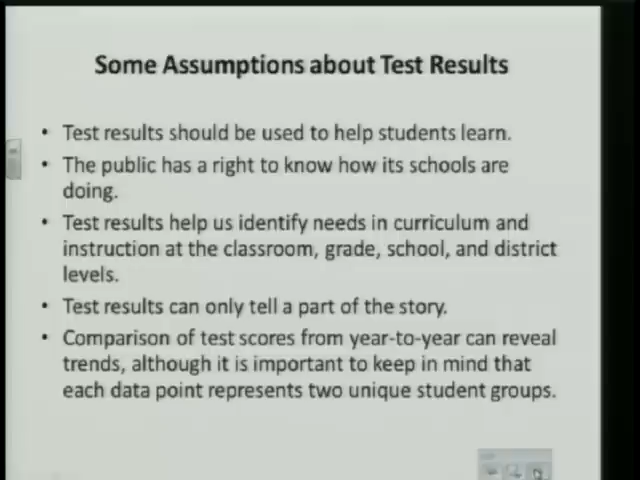 Some Assumptions about Test Results
• Test results should be used to help students learn.
• The public has a right to know how its schools are
doing.
• Test results help us identify needs in curriculum and
instruction at the classroom, grade, school, and district
levels.
• Test results can only tell a part of the story.
• Comparison of test scores from year-to-year can reveal
trends, although it is important to keep in mind that
each data point represents two unique student groups.